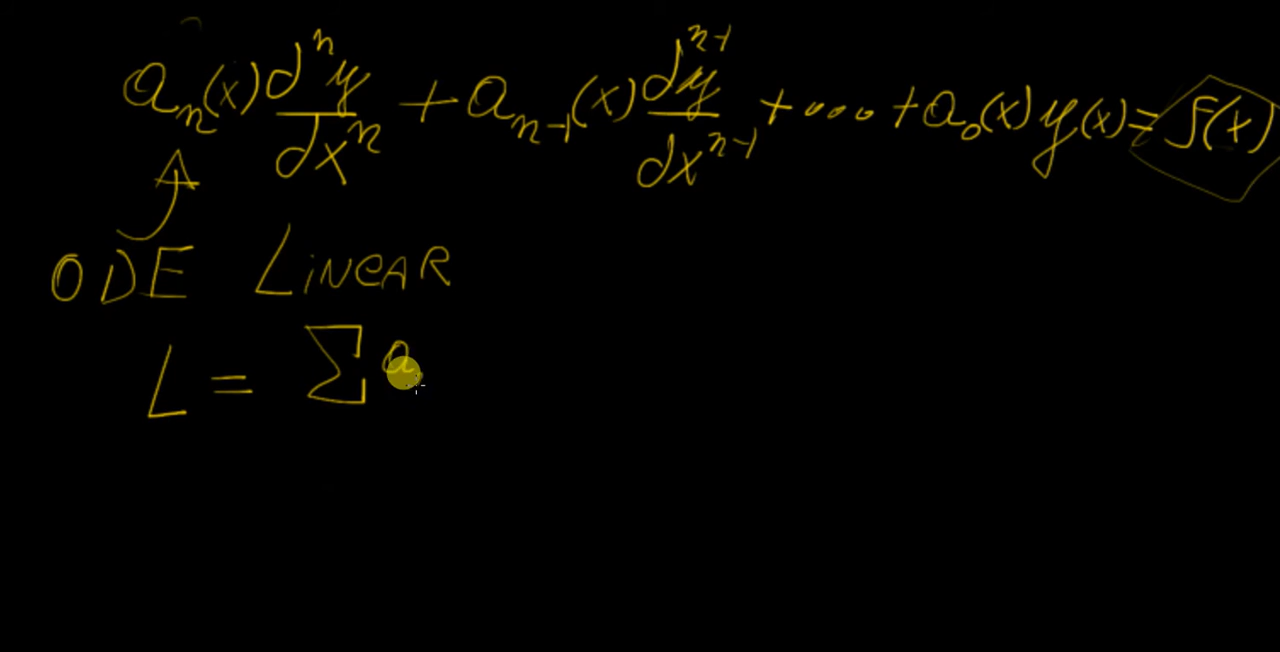 aₙ(x) dⁿy/dxⁿ + aₙ₋₁(x) dⁿ⁻¹y/dxⁿ⁻¹ + ... + a₀(x) y(x) = f(x)
ODE LINEAR
L = Σ a